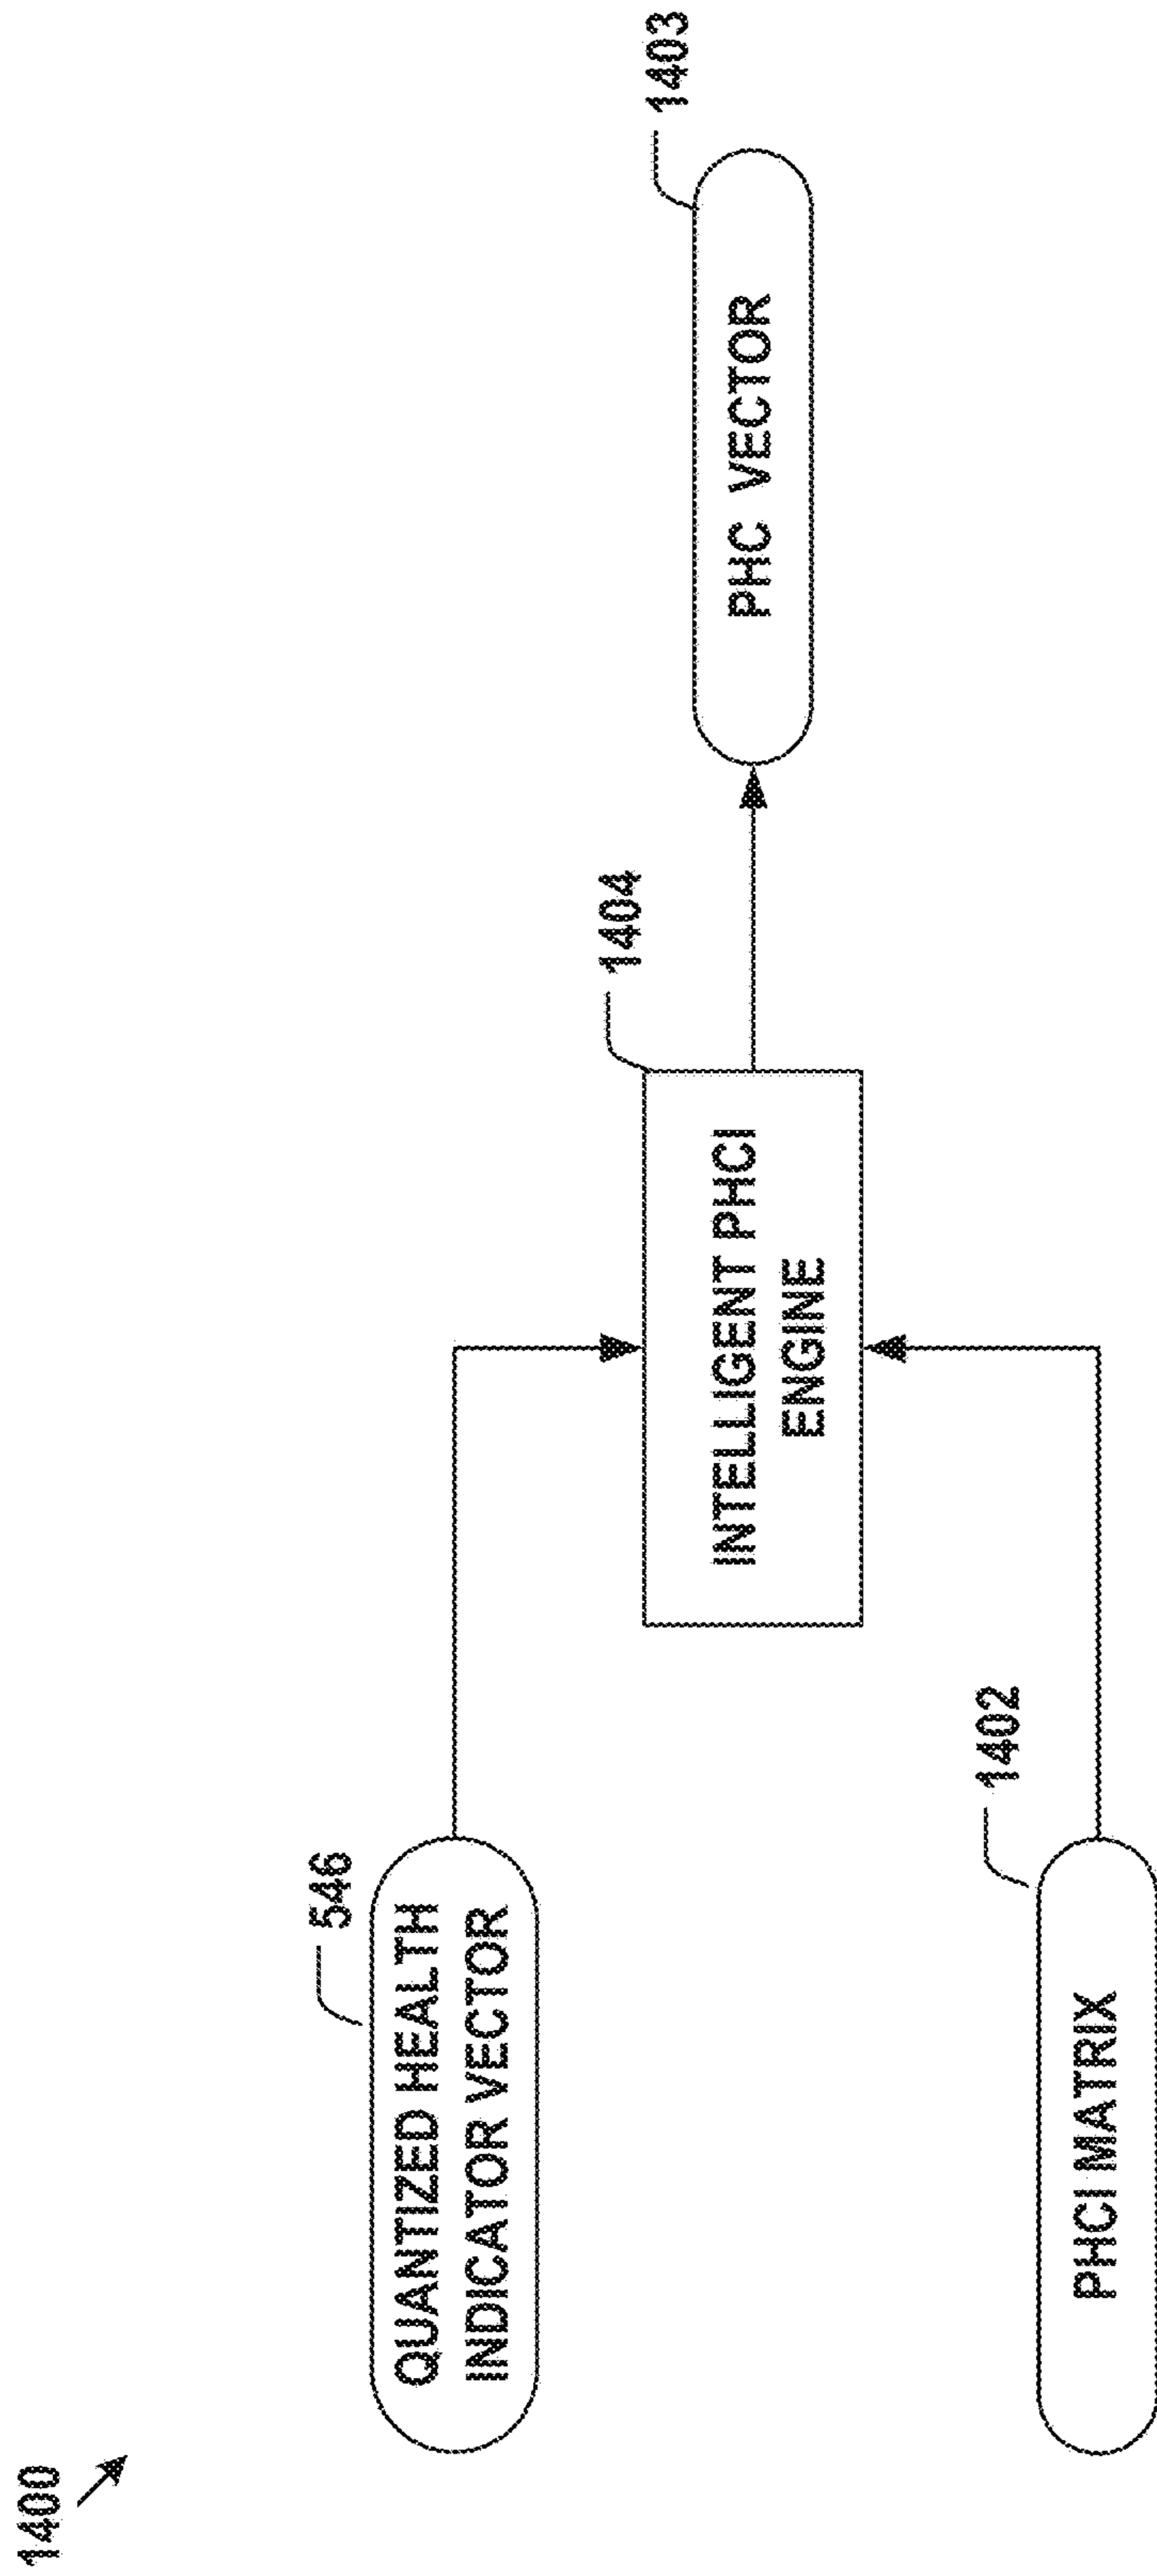 1400
546
QUANTIZED HEALTH
INDICATOR VECTOR
1404
INTELLIGENT PHCI
ENGINE
1403
PHC VECTOR
1402
PHCI MATRIX